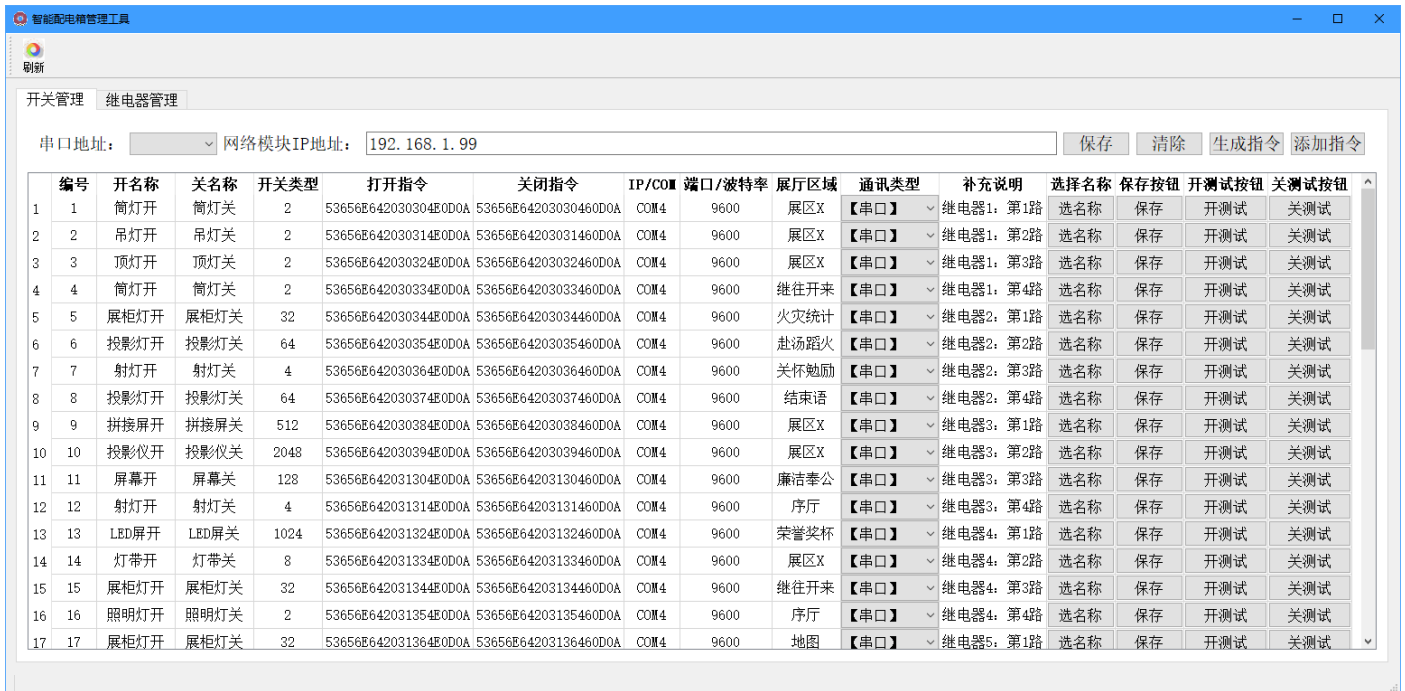 智能配电箱管理工具
刷新
开关管理 继电器管理
串口地址： 网络模块IP地址： 192.168.1.99 保存 清除 生成指令 添加指令
编号 开名称 关名称 开关类型 打开指令 关闭指令 IP/COM 端口/波特率 展厅区域 通讯类型 补充说明 选择名称 保存按钮 开测试按钮 关测试按钮
1 1 筒灯开 筒灯关 2 53656E642030304E0D0A 53656E64203030460D0A COM4 9600 展区X 【串口】 继电器1：第1路 选名称 保存 开测试 关测试
2 2 吊灯开 吊灯关 2 53656E642030314E0D0A 53656E64203031460D0A COM4 9600 展区X 【串口】 继电器1：第2路 选名称 保存 开测试 关测试
3 3 顶灯开 顶灯关 2 53656E642030324E0D0A 53656E64203032460D0A COM4 9600 展区X 【串口】 继电器1：第3路 选名称 保存 开测试 关测试
4 4 筒灯开 筒灯关 2 53656E642030334E0D0A 53656E64203033460D0A COM4 9600 继往开来 【串口】 继电器1：第4路 选名称 保存 开测试 关测试
5 5 展柜灯开 展柜灯关 32 53656E642030344E0D0A 53656E64203034460D0A COM4 9600 火灾统计 【串口】 继电器2：第1路 选名称 保存 开测试 关测试
6 6 投影灯开 投影灯关 64 53656E642030354E0D0A 53656E64203035460D0A COM4 9600 赴汤蹈火 【串口】 继电器2：第2路 选名称 保存 开测试 关测试
7 7 射灯开 射灯关 4 53656E642030364E0D0A 53656E64203036460D0A COM4 9600 关怀勉励 【串口】 继电器2：第3路 选名称 保存 开测试 关测试
8 8 投影灯开 投影灯关 64 53656E642030374E0D0A 53656E64203037460D0A COM4 9600 结束语 【串口】 继电器2：第4路 选名称 保存 开测试 关测试
9 9 拼接屏开 拼接屏关 512 53656E642030384E0D0A 53656E64203038460D0A COM4 9600 展区X 【串口】 继电器3：第1路 选名称 保存 开测试 关测试
10 10 投影仪开 投影仪关 2048 53656E642030394E0D0A 53656E64203039460D0A COM4 9600 展区X 【串口】 继电器3：第2路 选名称 保存 开测试 关测试
11 11 屏幕开 屏幕关 128 53656E642031304E0D0A 53656E64203130460D0A COM4 9600 廉洁奉公 【串口】 继电器3：第3路 选名称 保存 开测试 关测试
12 12 射灯开 射灯关 4 53656E642031314E0D0A 53656E64203131460D0A COM4 9600 序厅 【串口】 继电器3：第4路 选名称 保存 开测试 关测试
13 13 LED屏开 LED屏关 1024 53656E642031324E0D0A 53656E64203132460D0A COM4 9600 荣誉奖杯 【串口】 继电器4：第1路 选名称 保存 开测试 关测试
14 14 灯带开 灯带关 8 53656E642031334E0D0A 53656E64203133460D0A COM4 9600 展区X 【串口】 继电器4：第2路 选名称 保存 开测试 关测试
15 15 展柜灯开 展柜灯关 32 53656E642031344E0D0A 53656E64203134460D0A COM4 9600 继往开来 【串口】 继电器4：第3路 选名称 保存 开测试 关测试
16 16 照明灯开 照明灯关 2 53656E642031354E0D0A 53656E64203135460D0A COM4 9600 序厅 【串口】 继电器4：第4路 选名称 保存 开测试 关测试
17 17 展柜灯开 展柜灯关 32 53656E642031364E0D0A 53656E64203136460D0A COM4 9600 地图 【串口】 继电器5：第1路 选名称 保存 开测试 关测试